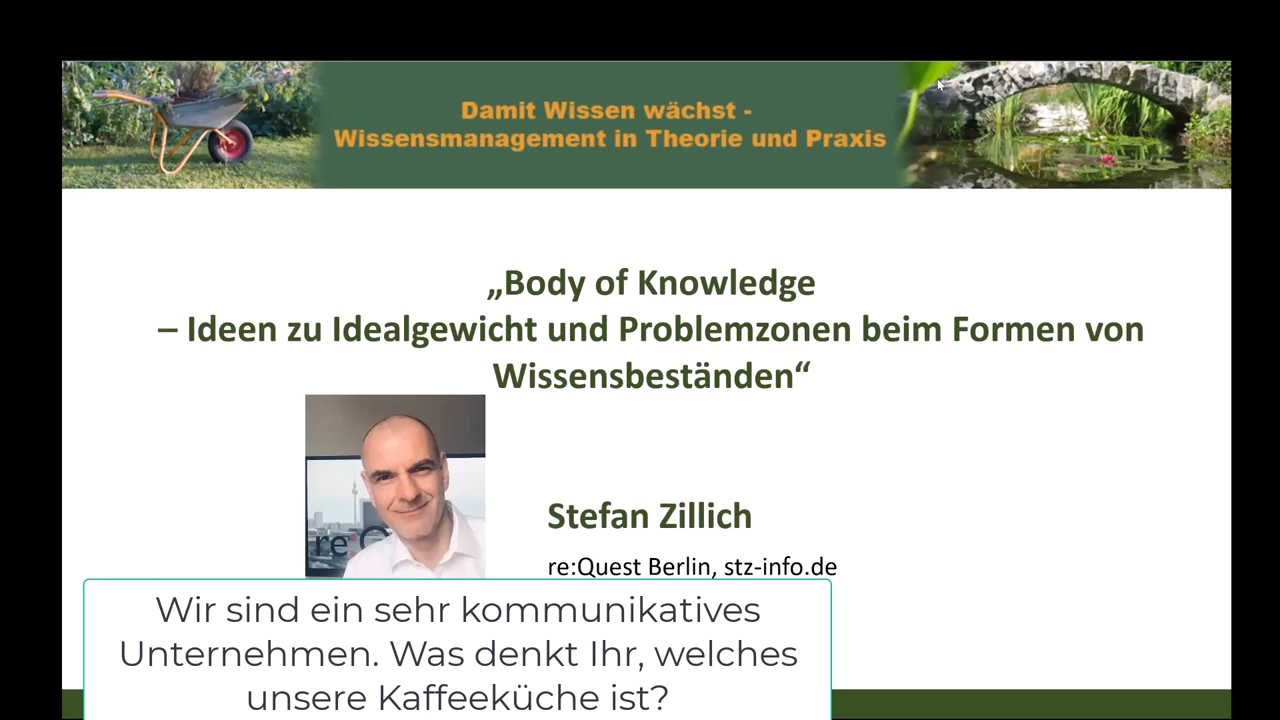 Damit Wissen wächst -
Wissensmanagement in Theorie und Praxis
„Body of Knowledge
– Ideen zu Idealgewicht und Problemzonen beim Formen von
Wissensbeständen“
re:Q
Stefan Zillich
re:Quest Berlin, stz-info.de
Wir sind ein sehr kommunikatives
Unternehmen. Was denkt Ihr, welches
unsere Kaffeeküche ist?